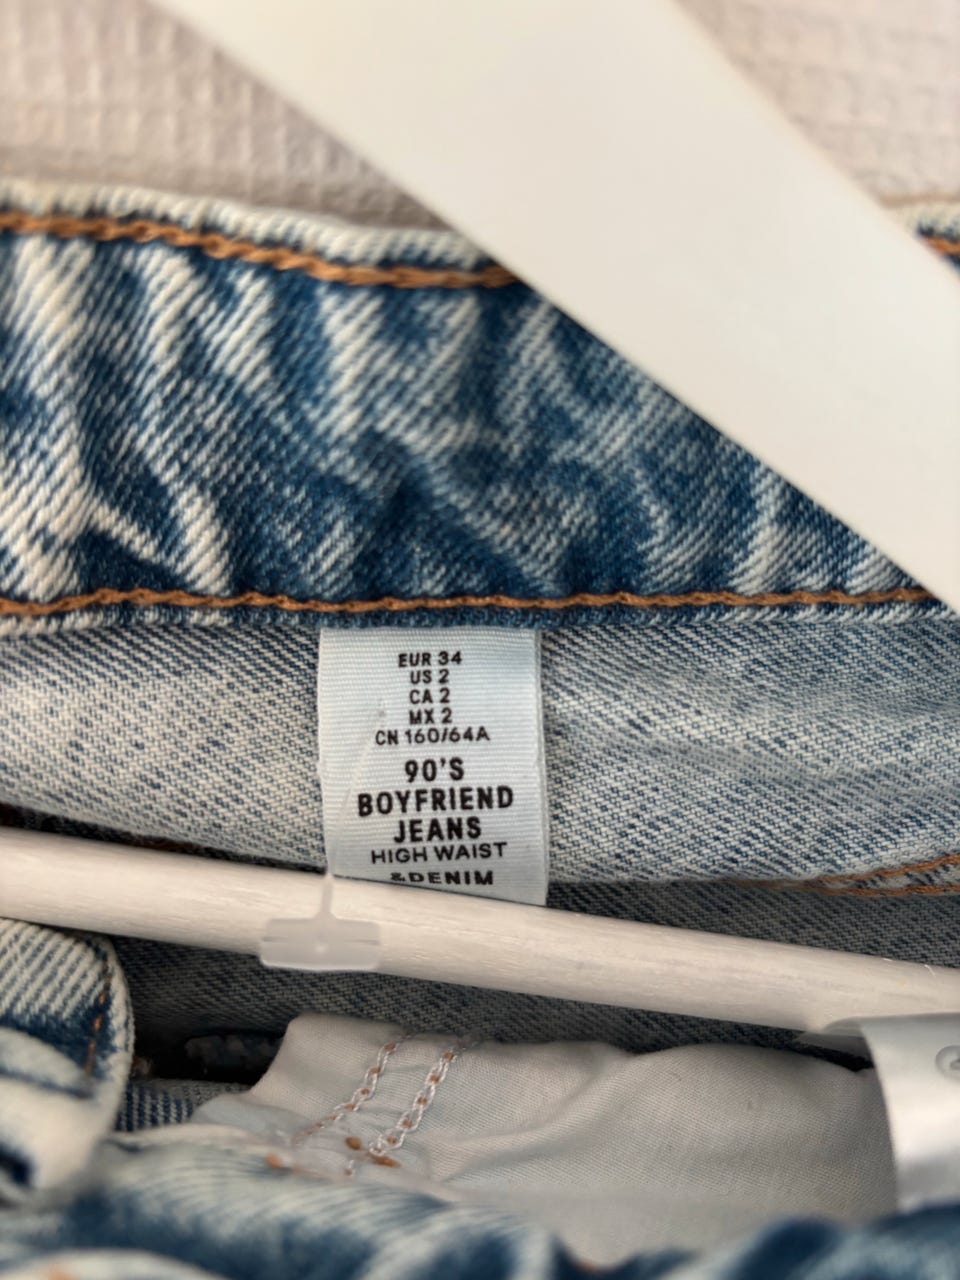 EUR 34
US 2
CA 2
MX 2
CN 160/64A
90'S
BOYFRIEND
JEANS
HIGH WAIST
&DENIM